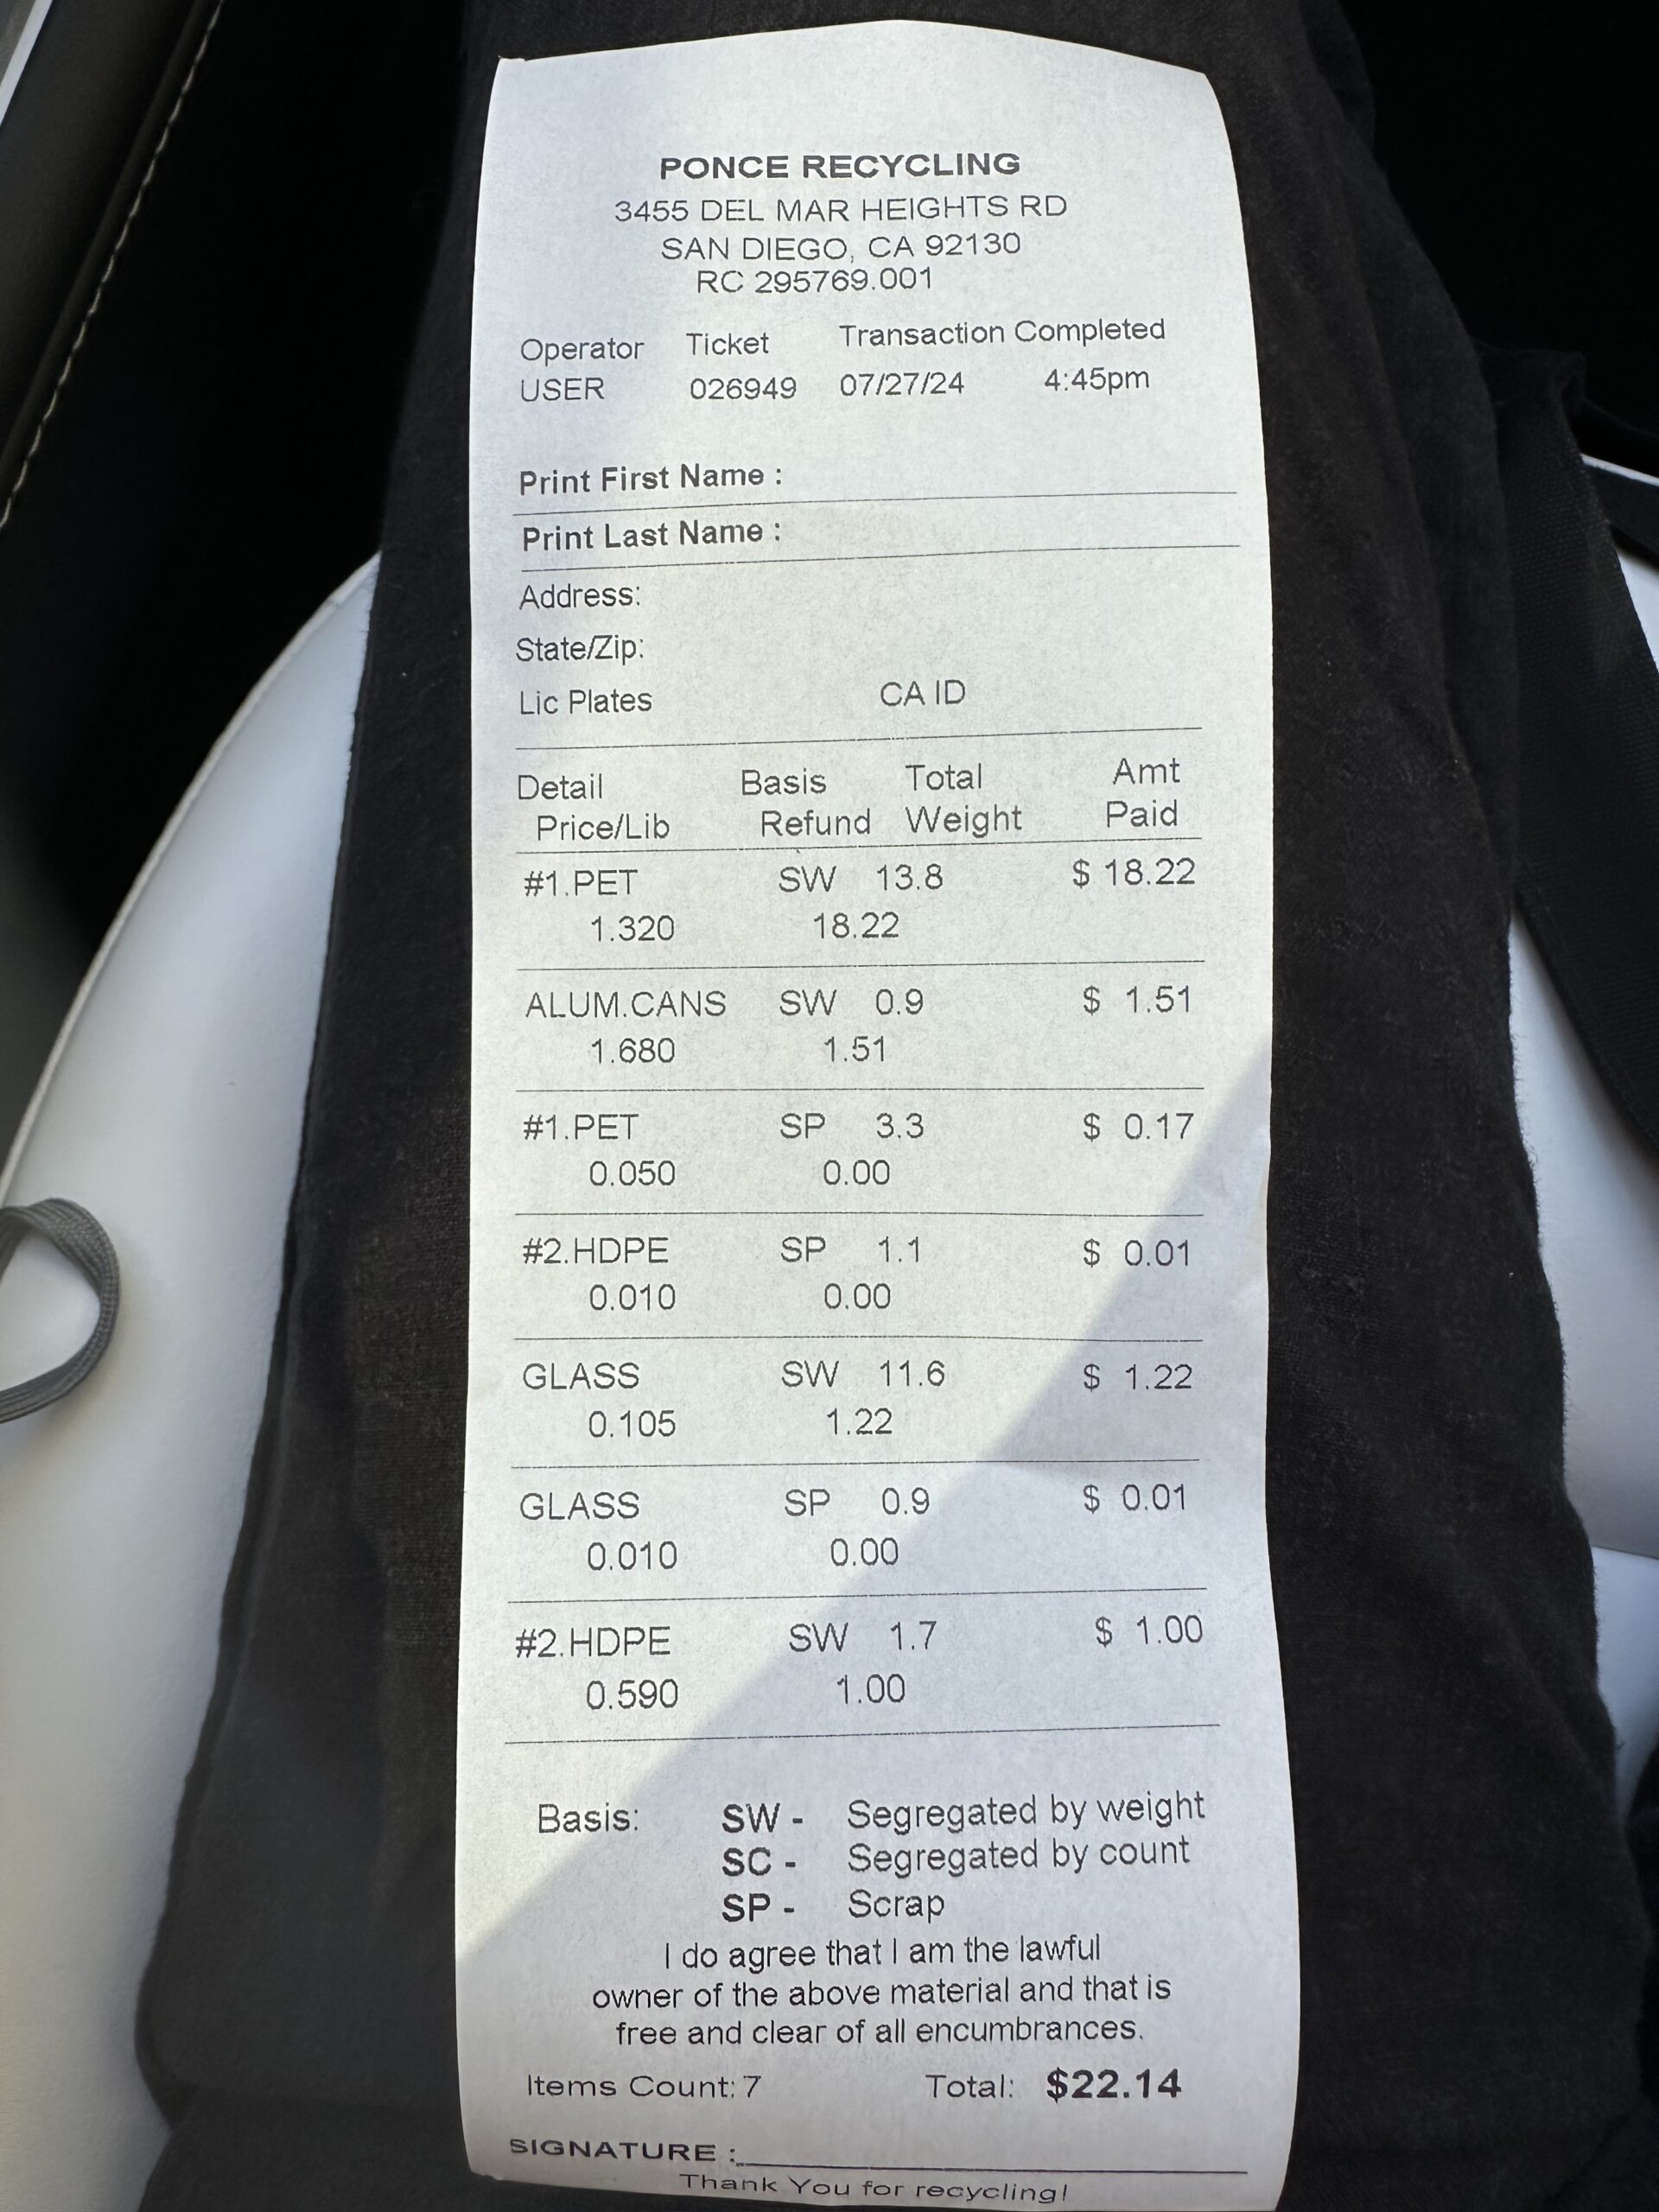 PONCE RECYCLING
3455 DEL MAR HEIGHTS RD
SAN DIEGO, CA 92130
RC 295769.001
Operator Ticket Transaction Completed
USER 026949 07/27/24 4:45pm
Print First Name :
Print Last Name :
Address:
State/Zip:
Lic Plates CA ID
Detail Basis Total Amt
Price/Lib Refund Weight Paid
#1.PET SW 13.8 $ 18.22
1.320 18.22
ALUM.CANS SW 0.9 $ 1.51
1.680 1.51
#1.PET SP 3.3 $ 0.17
0.050 0.00
#2.HDPE SP 1.1 $ 0.01
0.010 0.00
GLASS SW 11.6 $ 1.22
0.105 1.22
GLASS SP 0.9 $ 0.01
0.010 0.00
#2.HDPE SW 1.7 $ 1.00
0.590 1.00
Basis: SW - Segregated by weight
SC - Segregated by count
SP - Scrap
I do agree that I am the lawful
owner of the above material and that is
free and clear of all encumbrances.
Items Count: 7 Total: $22.14
SIGNATURE :
Thank You for recycling!